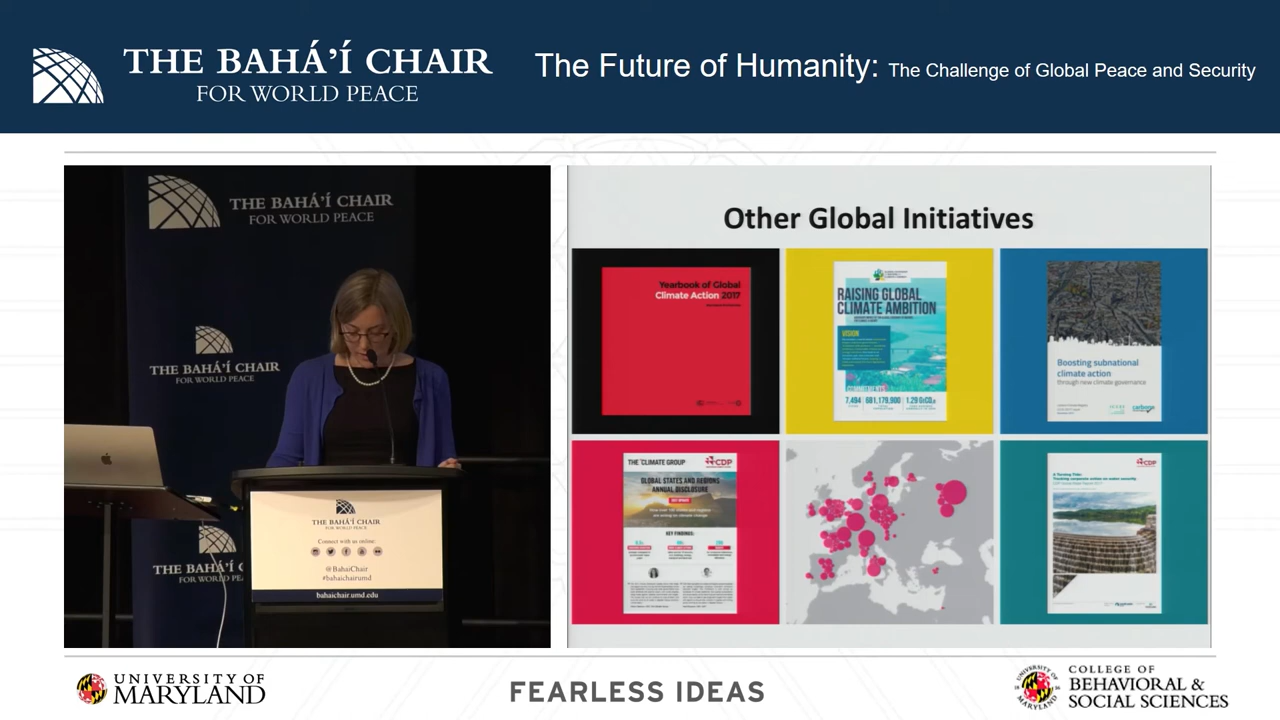 THE BAHÁ’Í CHAIR
FOR WORLD PEACE
The Future of Humanity: The Challenge of Global Peace and Security
THE BAHÁ’Í CHAIR
FOR WORLD PEACE
THE BAHÁ’Í CHAIR
FOR WORLD PEACE
THE BAHÁ’Í CHAIR
FOR WORLD PEACE
Connect with us online:
@BahaiChair
#bahaichairumd
bahaichair.umd.edu
THE BAHÁ’Í
FOR WORLD
Other Global Initiatives
Yearbook of Global
Climate Action 2017
RAISING GLOBAL
CLIMATE AMBITION
VISION
COMMITMENTS
7,494 681,179,900 1.29 GtCO₂e
Boosting subnational
climate action
through new climate governance
THE °CLIMATE GROUP
CDP
GLOBAL STATES AND REGIONS
ANNUAL DISCLOSURE
KEY FINDINGS:
CDP
UNIVERSITY OF
MARYLAND
FEARLESS IDEAS
COLLEGE OF
BEHAVIORAL &
SOCIAL SCIENCES